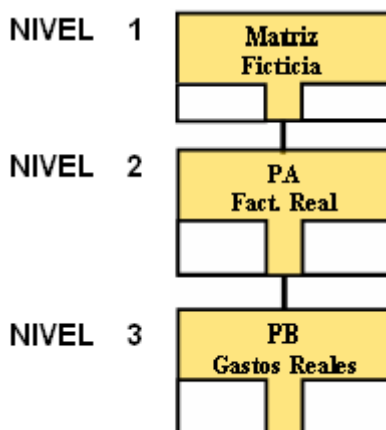 NIVEL 1
Matriz
Ficticia
NIVEL 2
PA
Fact. Real
NIVEL 3
PB
Gastos Reales